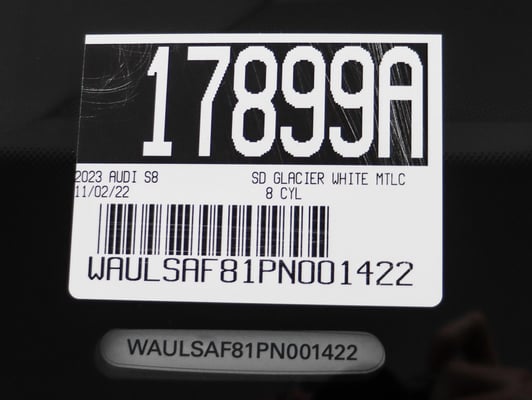 17899A
2023 AUDI S8 SD GLACIER WHITE MTLC
11/02/22 8 CYL
WAULSAF81PN001422
WAULSAF81PN001422